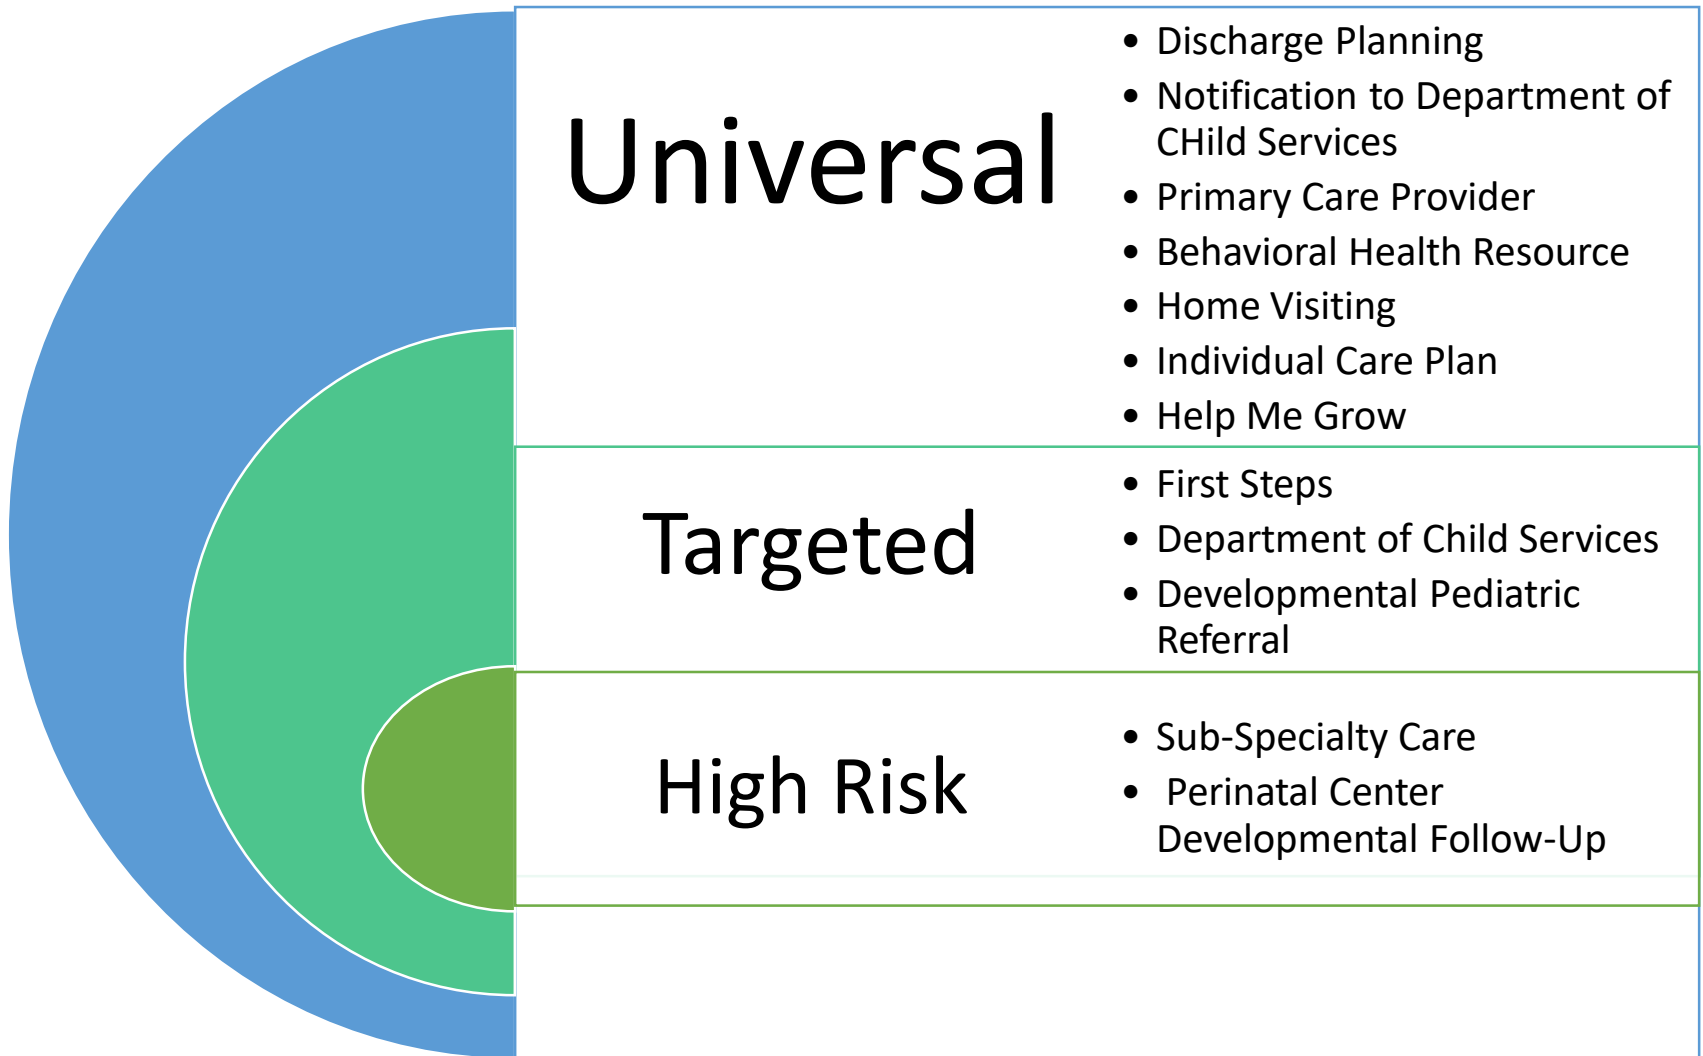 Universal
• Discharge Planning
• Notification to Department of
CHild Services
• Primary Care Provider
• Behavioral Health Resource
• Home Visiting
• Individual Care Plan
• Help Me Grow
Targeted
• First Steps
• Department of Child Services
• Developmental Pediatric
Referral
High Risk
• Sub-Specialty Care
• Perinatal Center
Developmental Follow-Up